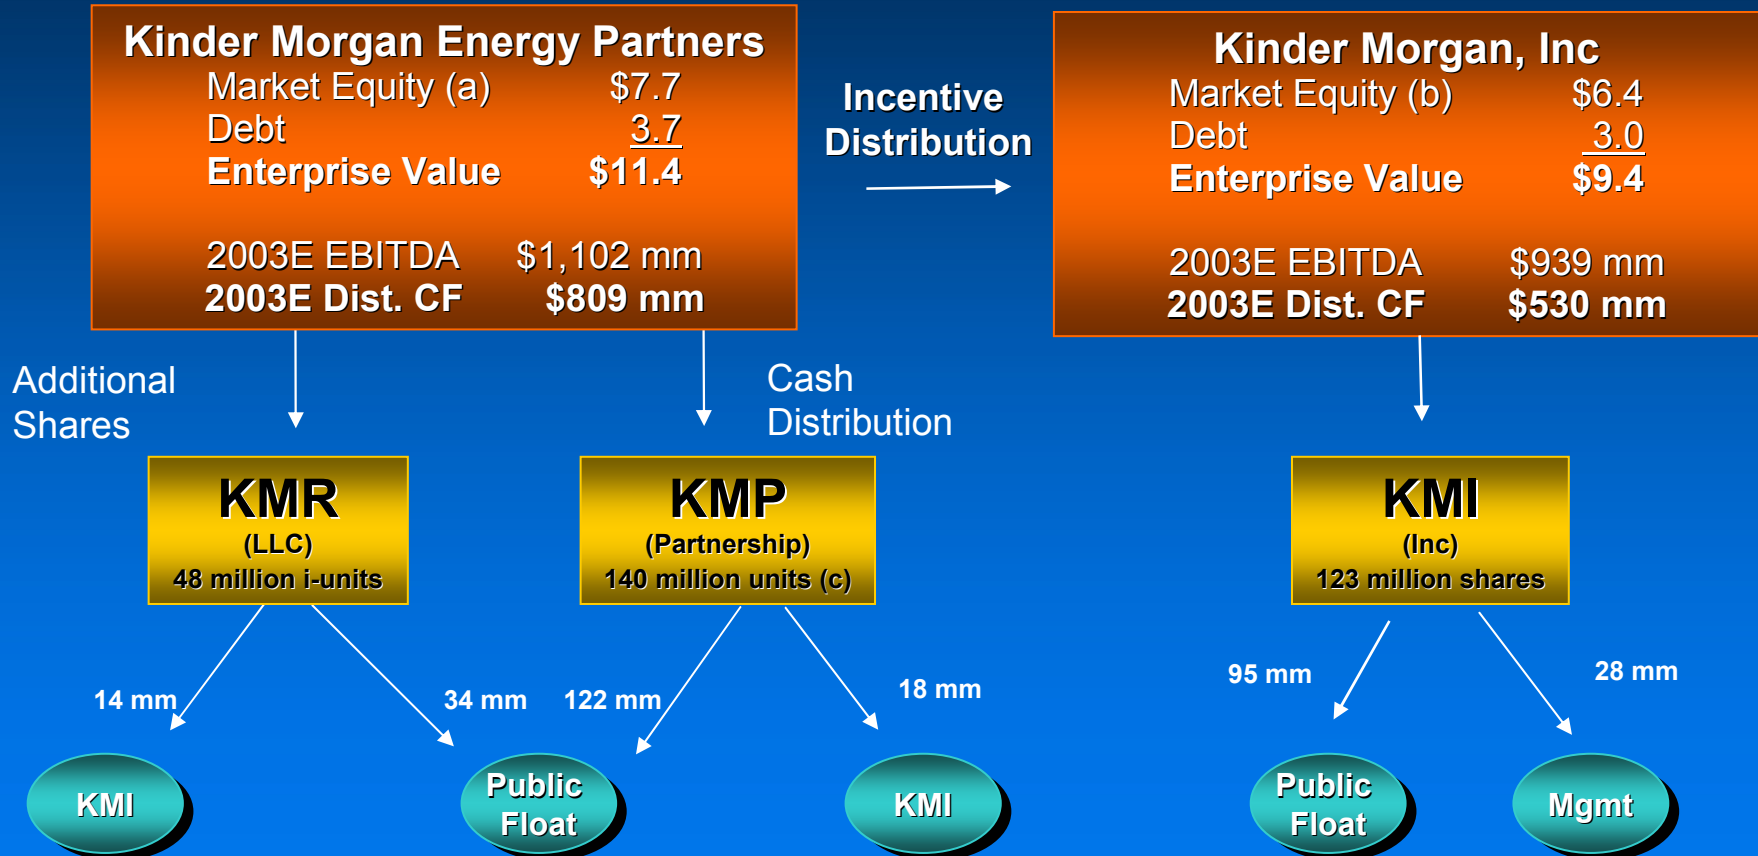 Kinder Morgan Energy Partners
Market Equity (a) $7.7
Debt 3.7
Enterprise Value $11.4
2003E EBITDA $1,102 mm
2003E Dist. CF $809 mm
Incentive
Distribution
Kinder Morgan, Inc
Market Equity (b) $6.4
Debt 3.0
Enterprise Value $9.4
2003E EBITDA $939 mm
2003E Dist. CF $530 mm
Additional
Shares
Cash
Distribution
KMR
(LLC)
48 million i-units
KMP
(Partnership)
140 million units (c)
KMI
(Inc)
123 million shares
14 mm
34 mm
122 mm
18 mm
95 mm
28 mm
KMI
Public
Float
KMI
Public
Float
Mgmt